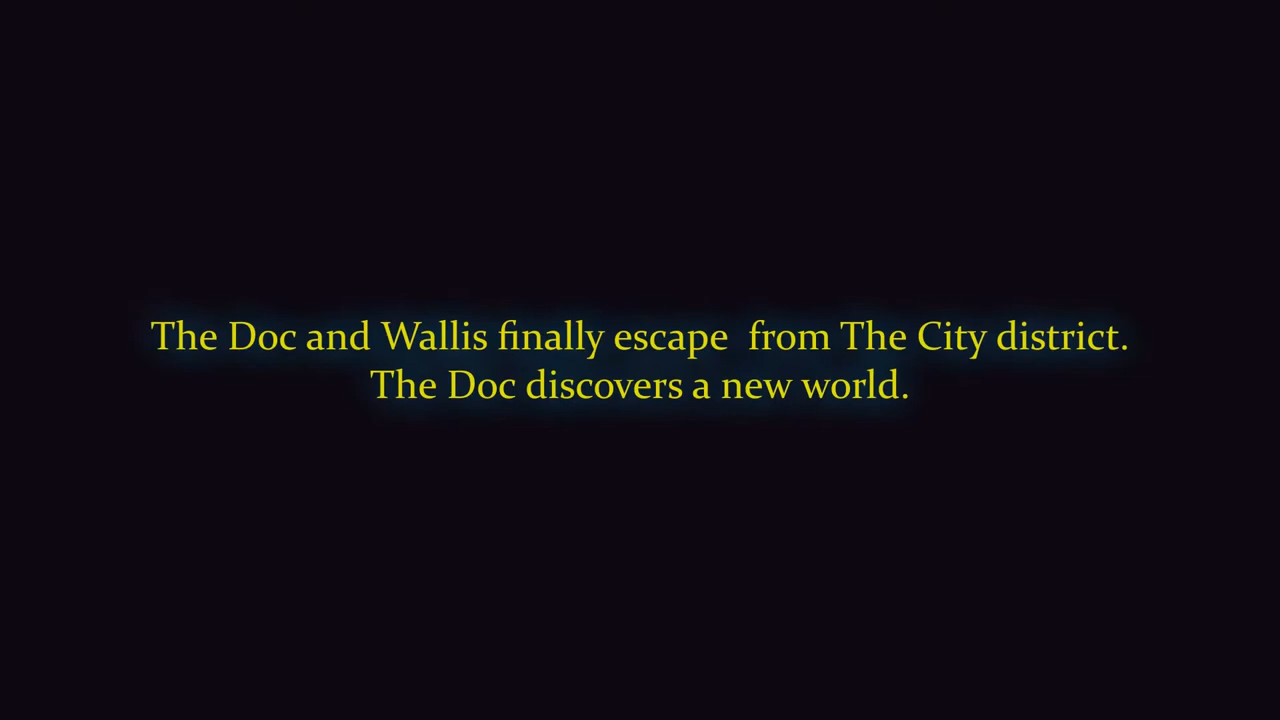 The Doc and Wallis finally escape  from The City district.
The Doc discovers a new world.